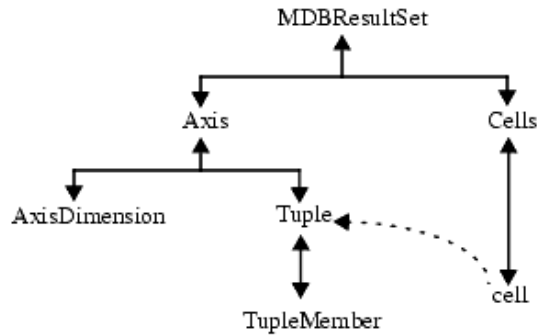 MDBResultSet
Axis
Cells
AxisDimension
Tuple
cell
TupleMember